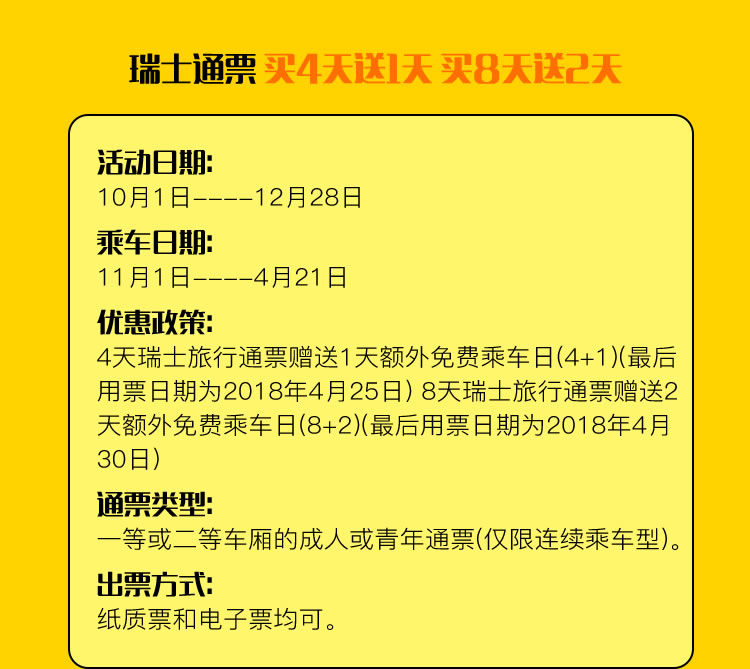 瑞士通票 买4天送1天 买8天送2天
活动日期:
10月1日----12月28日
乘车日期:
11月1日----4月21日
优惠政策:
4天瑞士旅行通票赠送1天额外免费乘车日(4+1)(最后
用票日期为2018年4月25日) 8天瑞士旅行通票赠送2
天额外免费乘车日(8+2)(最后用票日期为2018年4月
30日)
通票类型:
一等或二等车厢的成人或青年通票(仅限连续乘车型)。
出票方式:
纸质票和电子票均可。